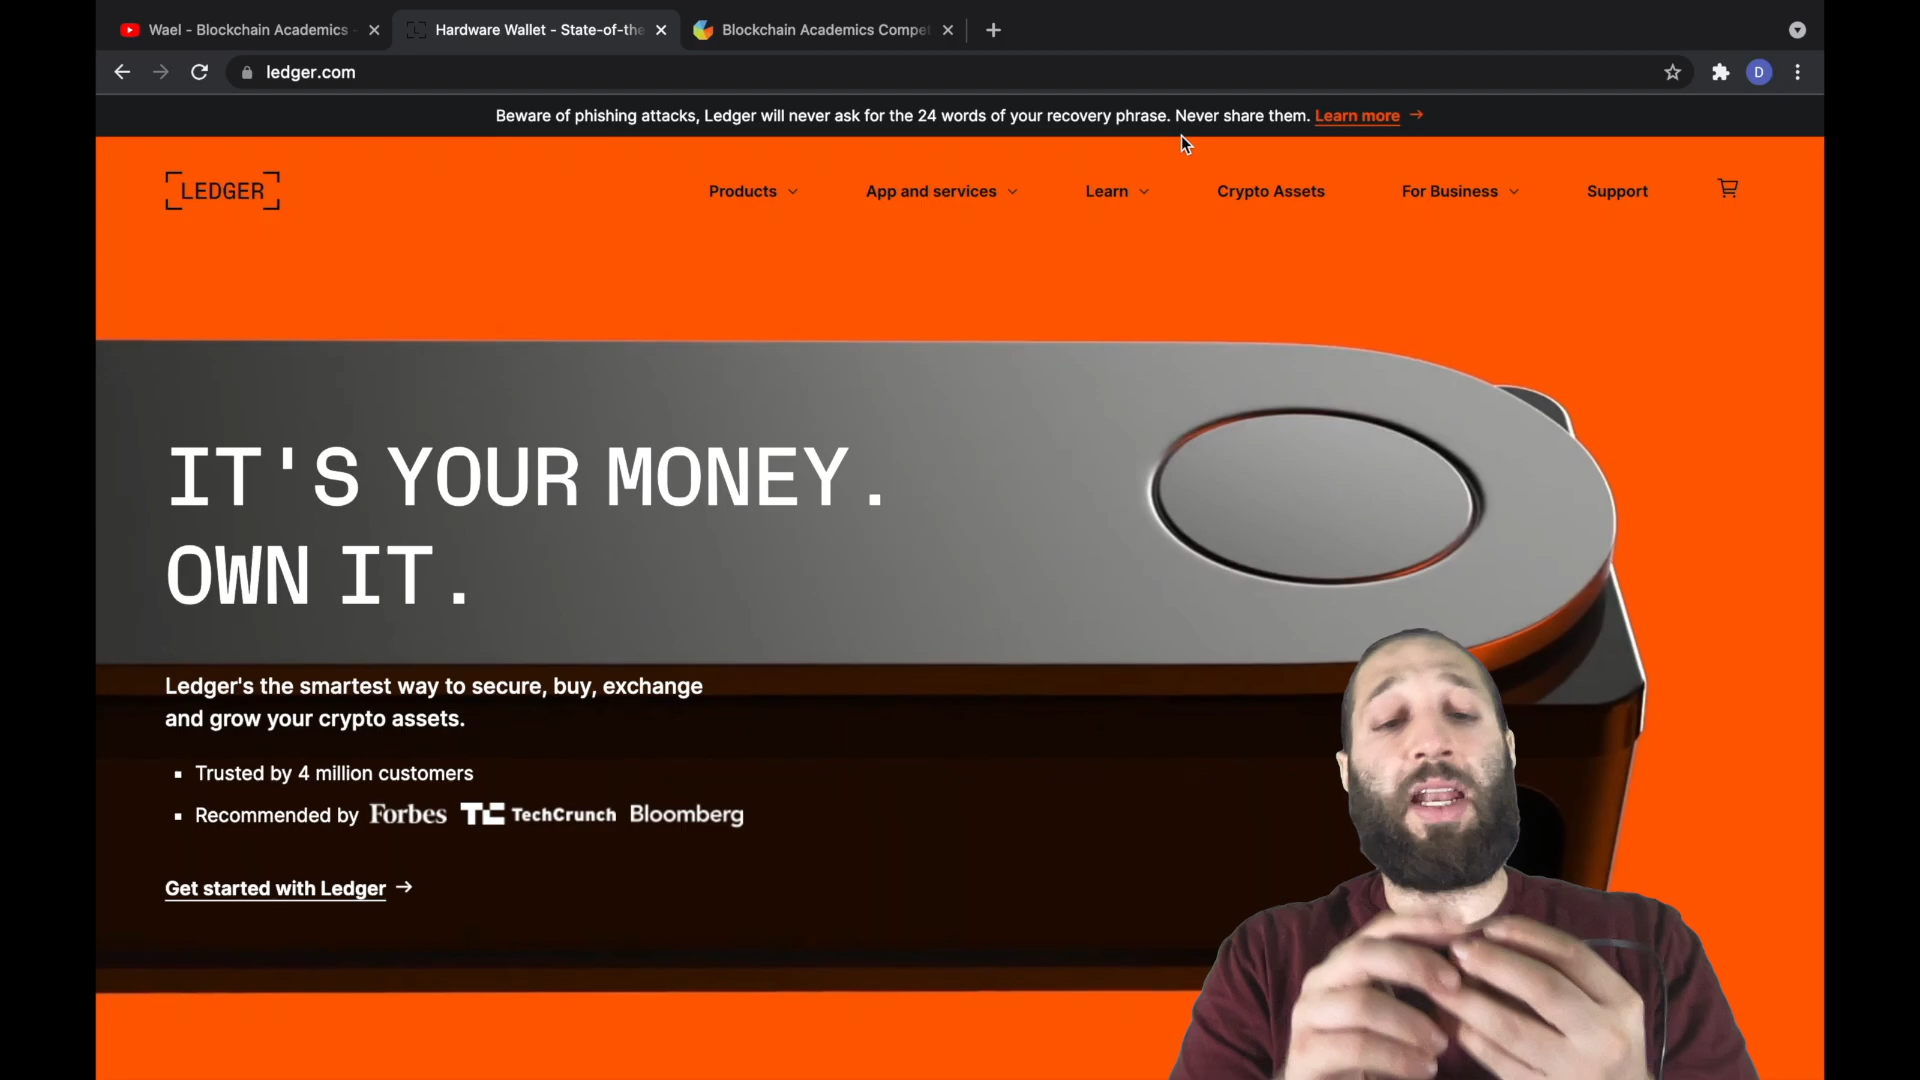 Wael - Blockchain Academics -
Hardware Wallet - State-of-the
Blockchain Academics Compet
ledger.com
D
Beware of phishing attacks, Ledger will never ask for the 24 words of your recovery phrase. Never share them. Learn more →
LEDGER
Products
App and services
Learn
Crypto Assets
For Business
Support
IT'S YOUR MONEY.
OWN IT.
Ledger's the smartest way to secure, buy, exchange
and grow your crypto assets.
▪ Trusted by 4 million customers
▪ Recommended by Forbes TC TechCrunch Bloomberg
Get started with Ledger →